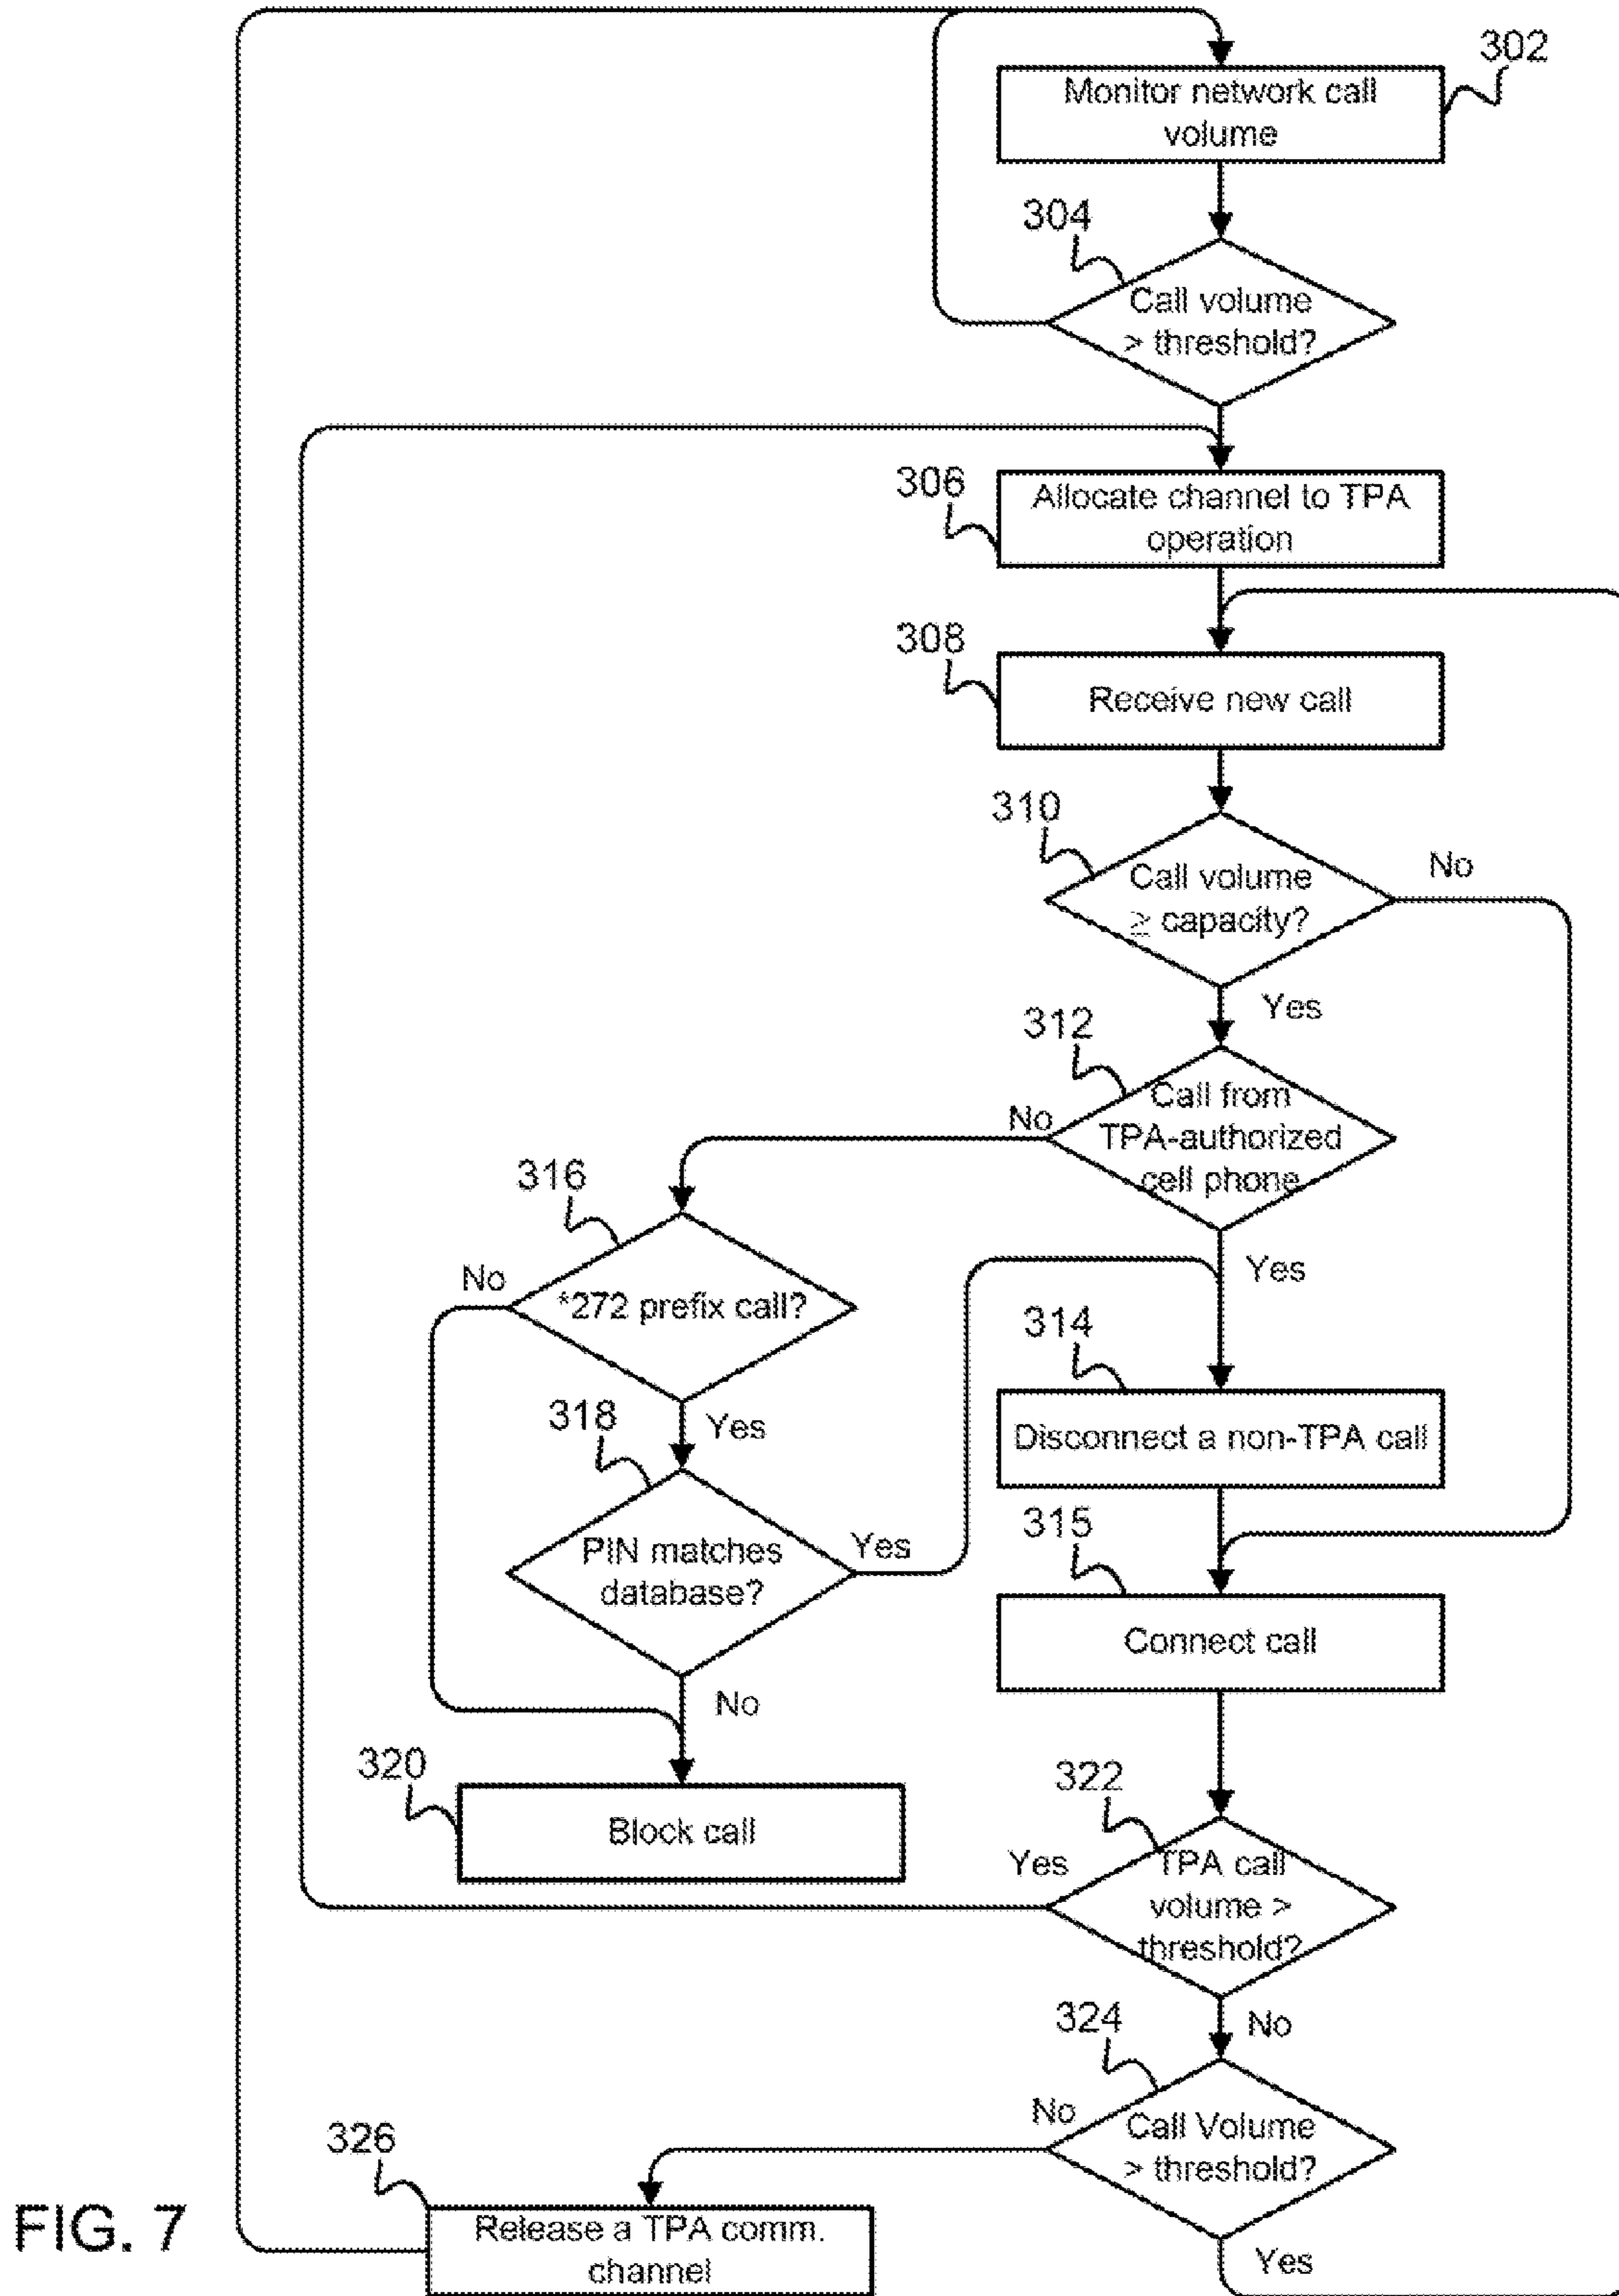 302
Monitor network call
volume
304
Call volume
> threshold?
306
Allocate channel to TPA
operation
308
Receive new call
310
Call volume
≥ capacity?
No
Yes
312
Call from
TPA-authorized
cell phone
No
Yes
316
*272 prefix call?
No
Yes
314
Disconnect a non-TPA call
318
PIN matches
database?
Yes
No
315
Connect call
320
Block call
322
TPA call
volume >
threshold?
Yes
No
324
Call Volume
> threshold?
No
Yes
326
Release a TPA comm.
channel
FIG. 7